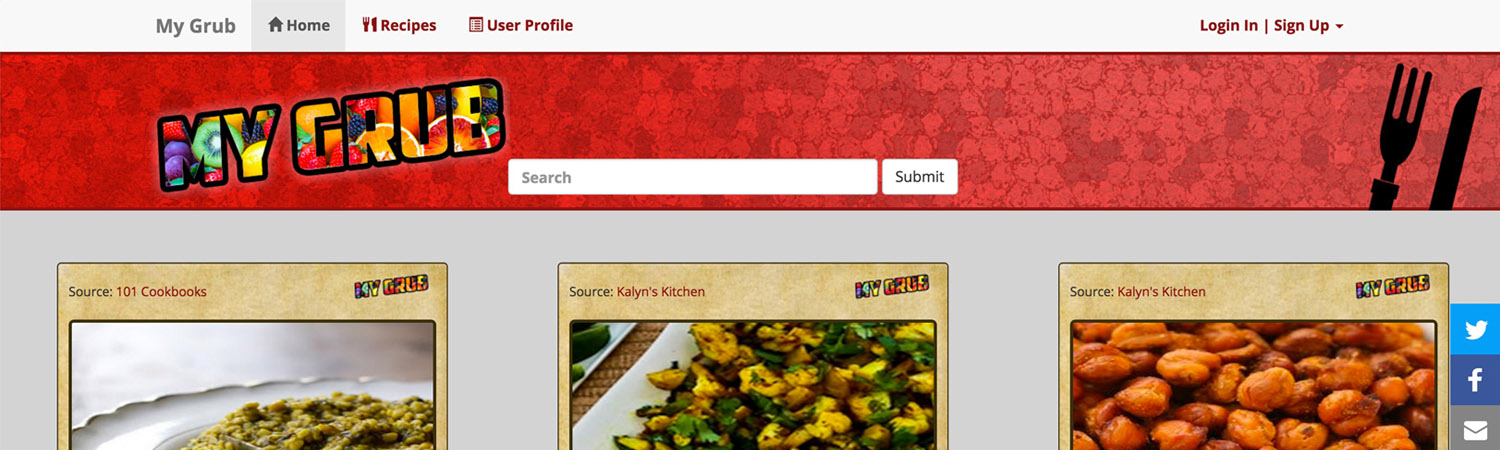 My Grub Home Recipes User Profile Login In | Sign Up
MY GRUB
Search Submit
Source: 101 Cookbooks MY GRUB Source: Kalyn's Kitchen MY GRUB Source: Kalyn's Kitchen MY GRUB